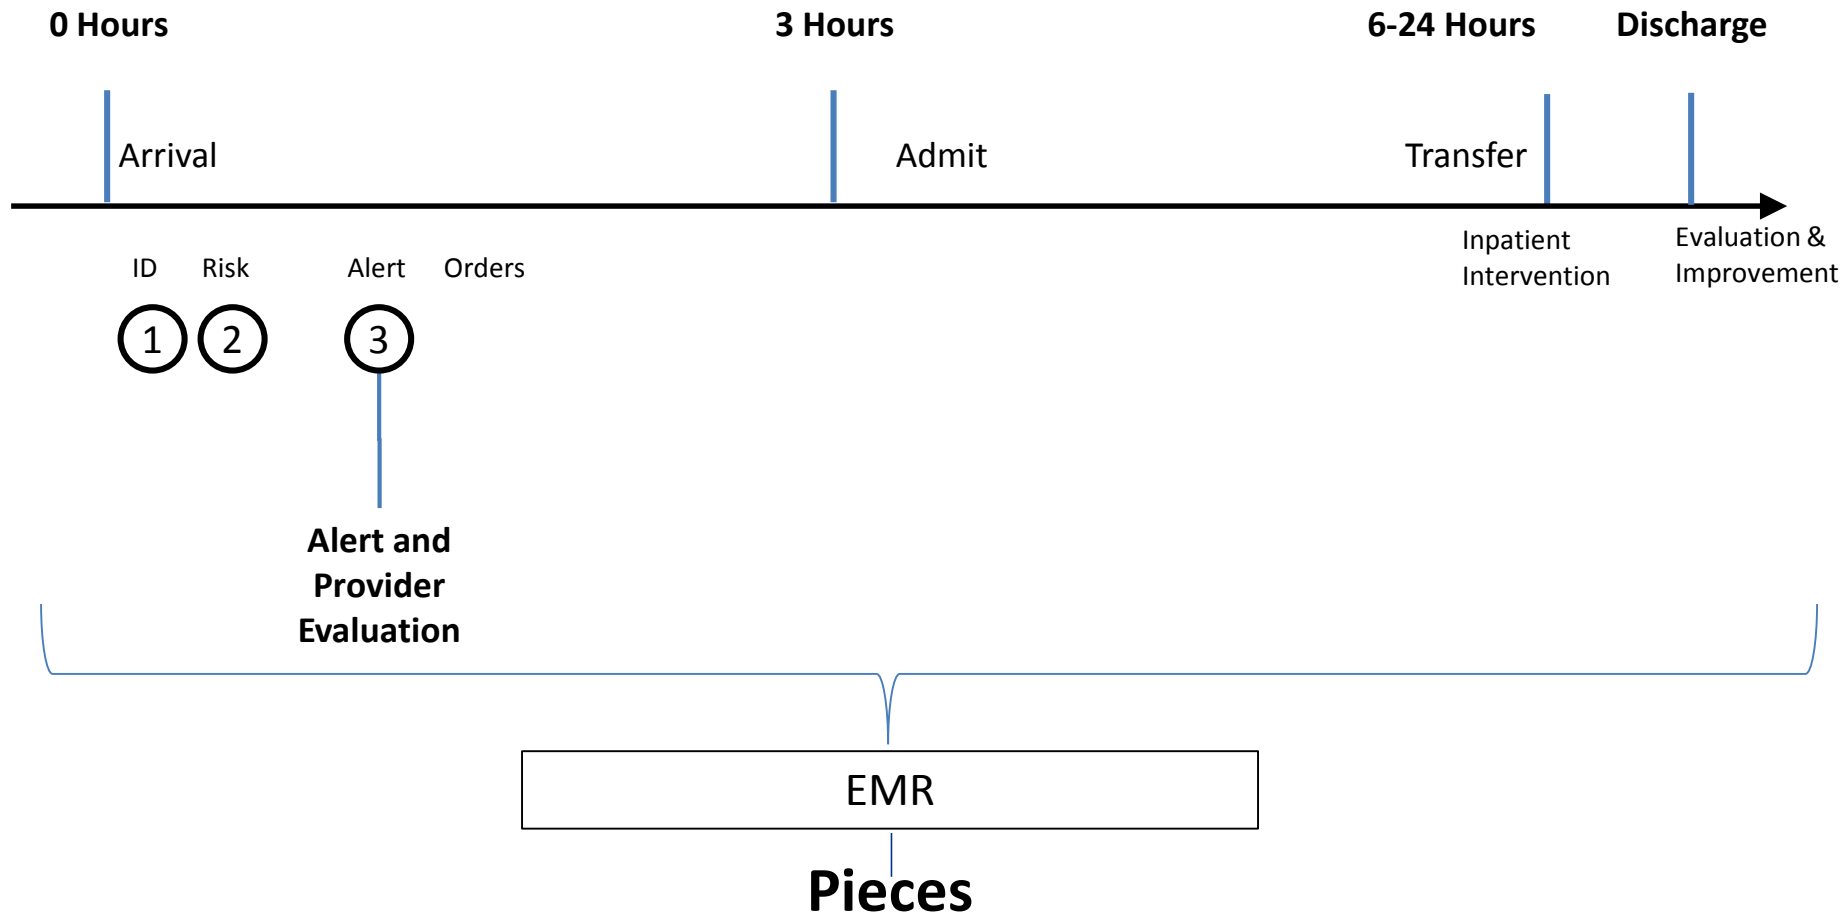 0 Hours
3 Hours
6-24 Hours
Discharge
Arrival
Admit
Transfer
ID
Risk
Alert
Orders
Inpatient
Intervention
Evaluation &
Improvement
1
2
3
Alert and
Provider
Evaluation
EMR
Pieces